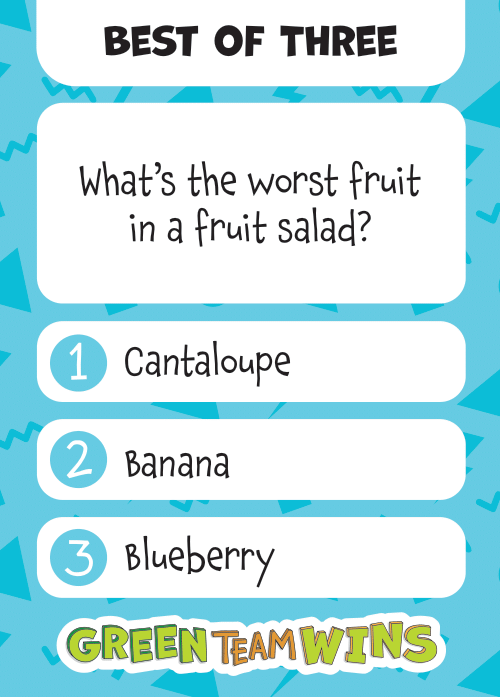 BEST OF THREE
What's the worst fruit
in a fruit salad?
1 Cantaloupe
2 Banana
3 Blueberry
GREEN TEAM WINS